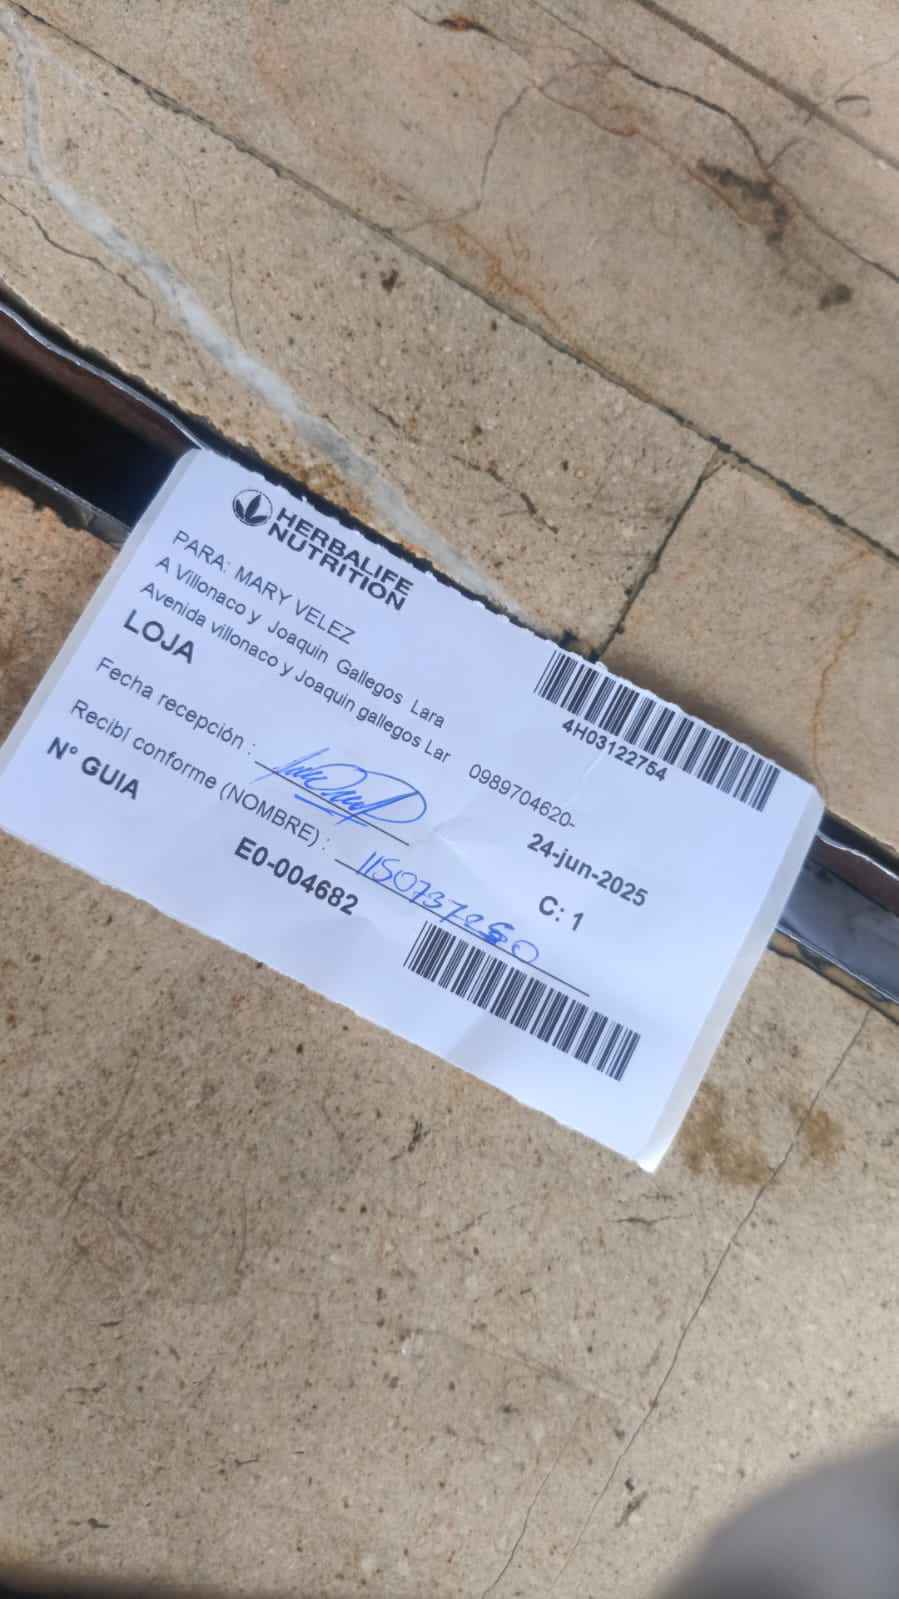 HERBALIFE
NUTRITION
PARA: MARY VELEZ
A Villonaco y Joaquin Gallegos Lara
Avenida villonaco y Joaquin gallegos Lar 0989704620-
LOJA
4H03122754
24-jun-2025
Fecha recepción :
C: 1
Recibí conforme (NOMBRE) :
N° GUIA
E0-004682